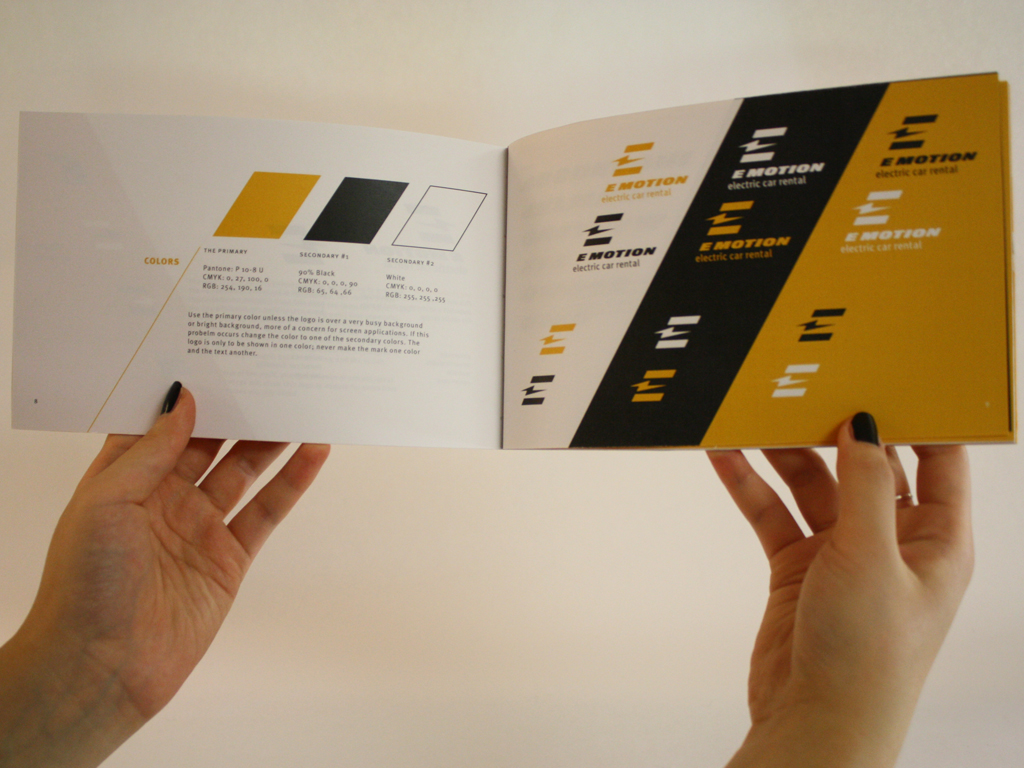 COLORS
THE PRIMARY
Pantone: P 10-8 U
CMYK: 0, 27, 100, 0
RGB: 254, 190, 16
SECONDARY #1
90% Black
CMYK: 0, 0, 0, 90
RGB: 65, 64 ,66
SECONDARY #2
White
CMYK: 0, 0, 0, 0
RGB: 255, 255 ,255
Use the primary color unless the logo is over a very busy background
or bright background, more of a concern for screen applications. If this
probelm occurs change the color to one of the secondary colors. The
logo is only to be shown in one color; never make the mark one color
and the text another.
8
E MOTION
electric car rental
E MOTION
electric car rental
E MOTION
electric car rental
E MOTION
electric car rental
E MOTION
electric car rental
E MOTION
electric car rental